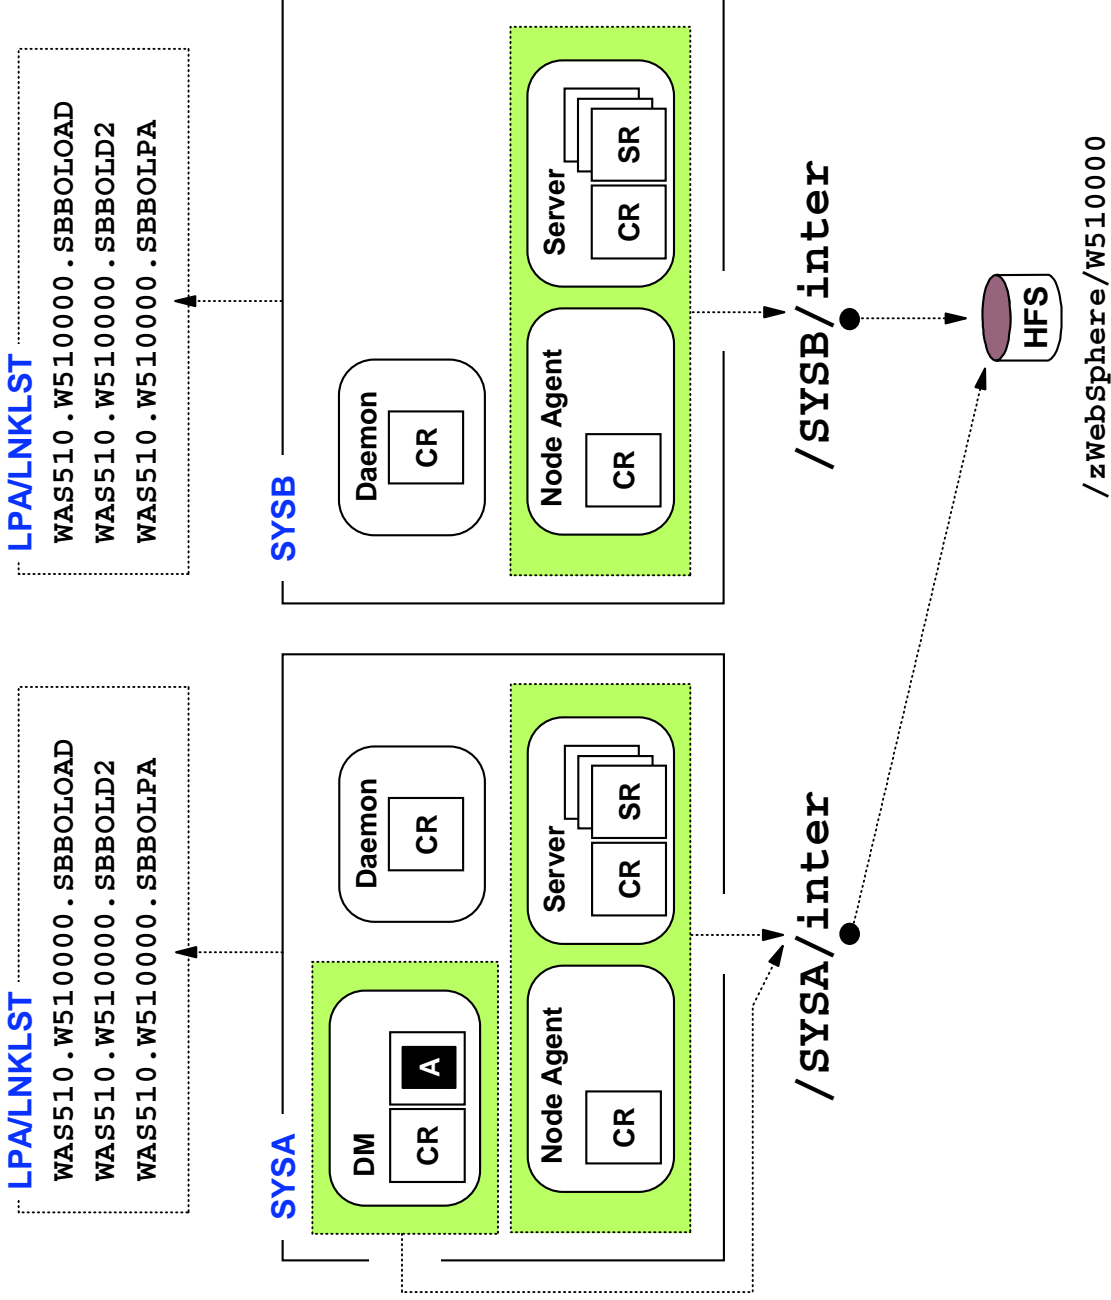 LPA/LNKLST
WAS510.W510000.SBBOLOAD
WAS510.W510000.SBBOLD2
WAS510.W510000.SBBOLPA
LPA/LNKLST
WAS510.W510000.SBBOLOAD
WAS510.W510000.SBBOLD2
WAS510.W510000.SBBOLPA
SYSA
DM
CR
A
Daemon
CR
Node Agent
CR
Server
CR
SR
SYSB
Daemon
CR
Node Agent
CR
Server
CR
SR
/SYSA/inter
/SYSB/inter
HFS
/zWebSphere/W510000